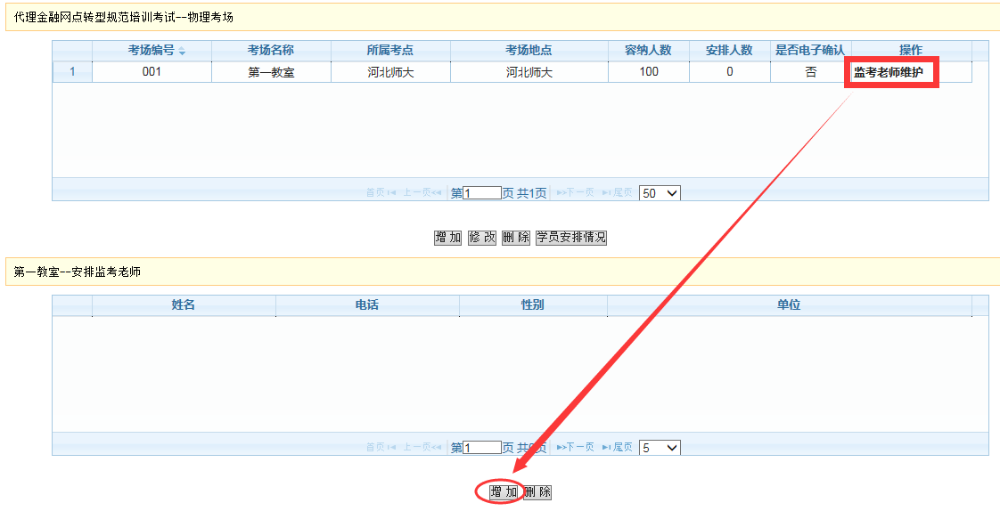 代理金融网点转型规范培训考试--物理考场
考场编号 考场名称 所属考点 考场地点 容纳人数 安排人数 是否电子确认 操作
1 001 第一教室 河北师大 河北师大 100 0 否 监考老师维护
首页 上一页 第1页 共1页 下一页 尾页 50
增加 修改 删除 学员安排情况
第一教室--安排监考老师
姓名 电话 性别 单位
首页 上一页 第1页 共 页 下一页 尾页 5
增加 删除